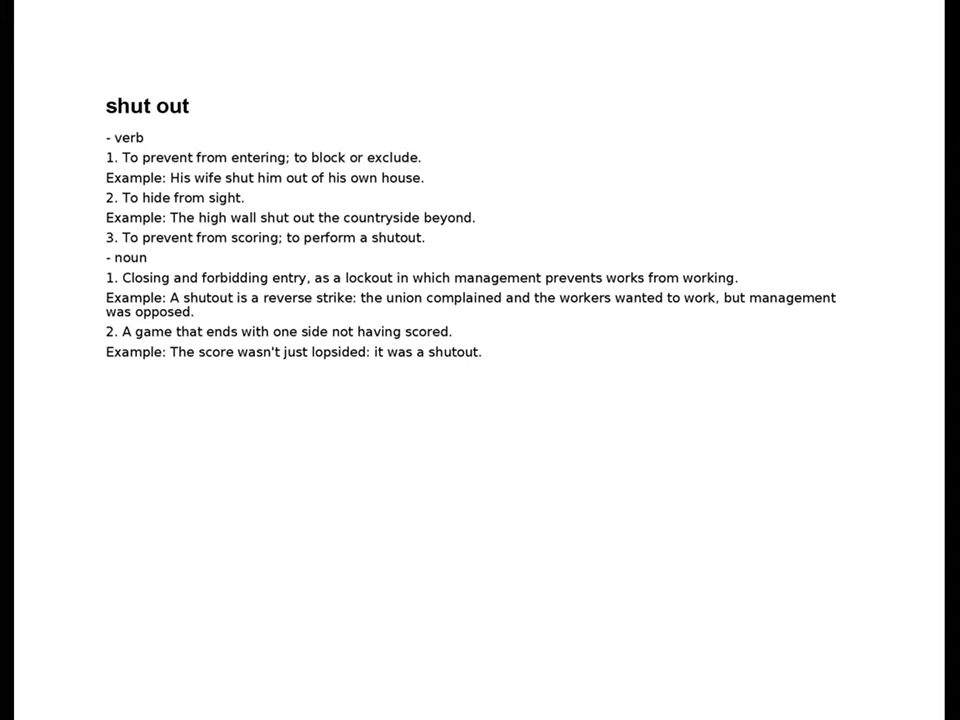 shut out
- verb
1. To prevent from entering; to block or exclude.
Example: His wife shut him out of his own house.
2. To hide from sight.
Example: The high wall shut out the countryside beyond.
3. To prevent from scoring; to perform a shutout.
- noun
1. Closing and forbidding entry, as a lockout in which management prevents works from working.
Example: A shutout is a reverse strike: the union complained and the workers wanted to work, but management
was opposed.
2. A game that ends with one side not having scored.
Example: The score wasn't just lopsided: it was a shutout.